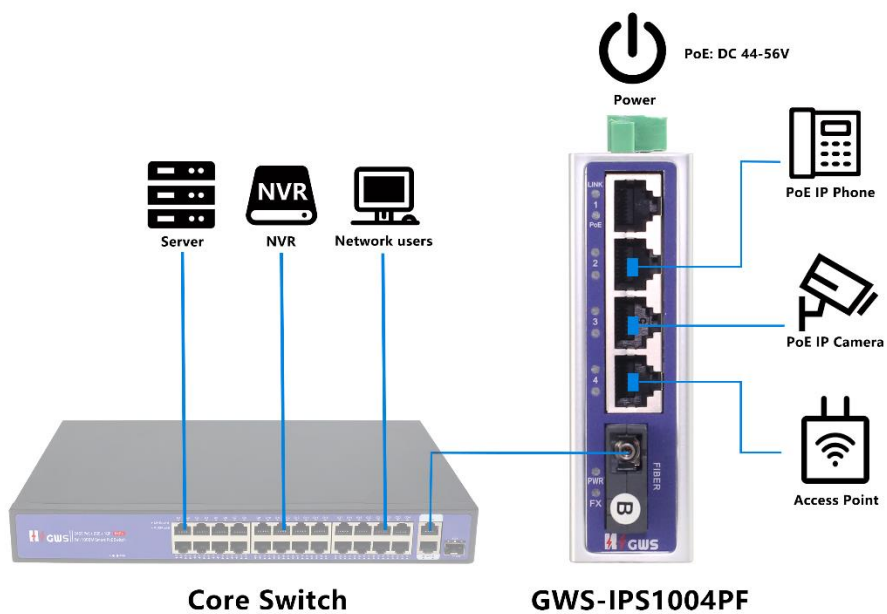 PoE: DC 44-56V
Power
LINK
1
PoE
2
3
4
PWR
FX
FIBER
B
GWS
PoE IP Phone
PoE IP Camera
Access Point
NVR
Server
NVR
Network users
GWS
Core Switch
GWS-IPS1004PF